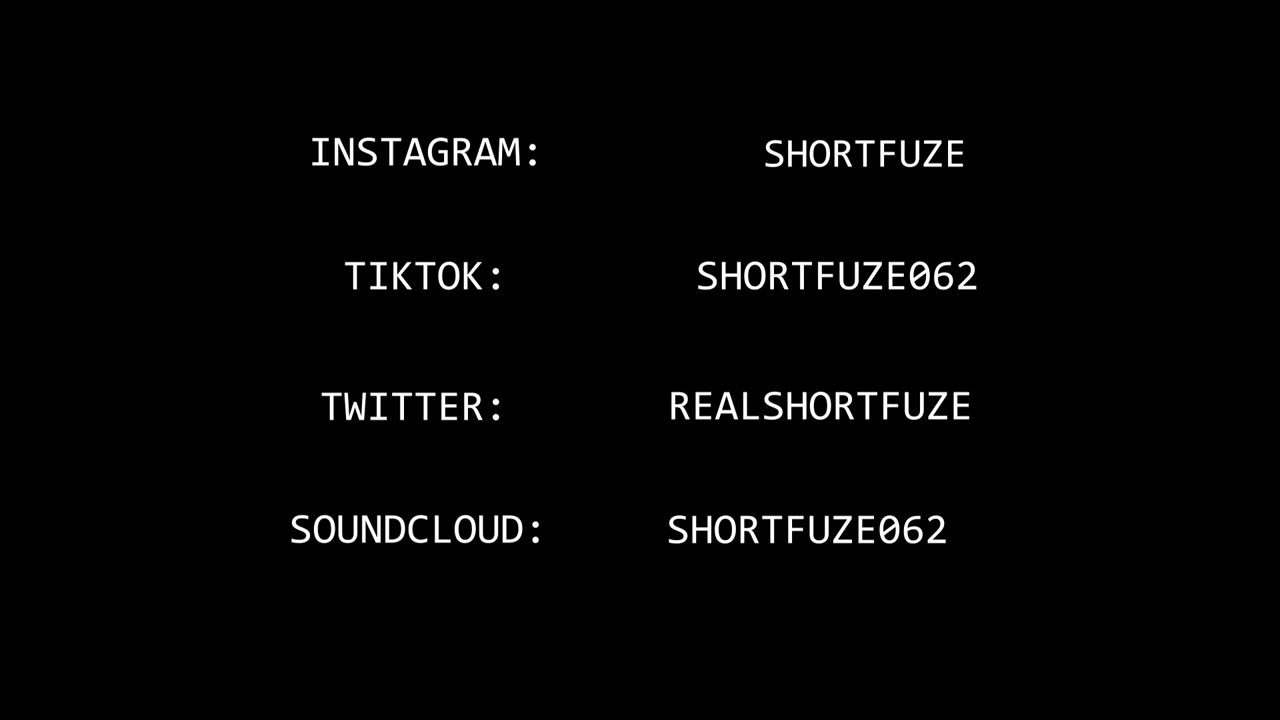 INSTAGRAM: SHORTFUZE
TIKTOK: SHORTFUZE062
TWITTER: REALSHORTFUZE
SOUNDCLOUD: SHORTFUZE062